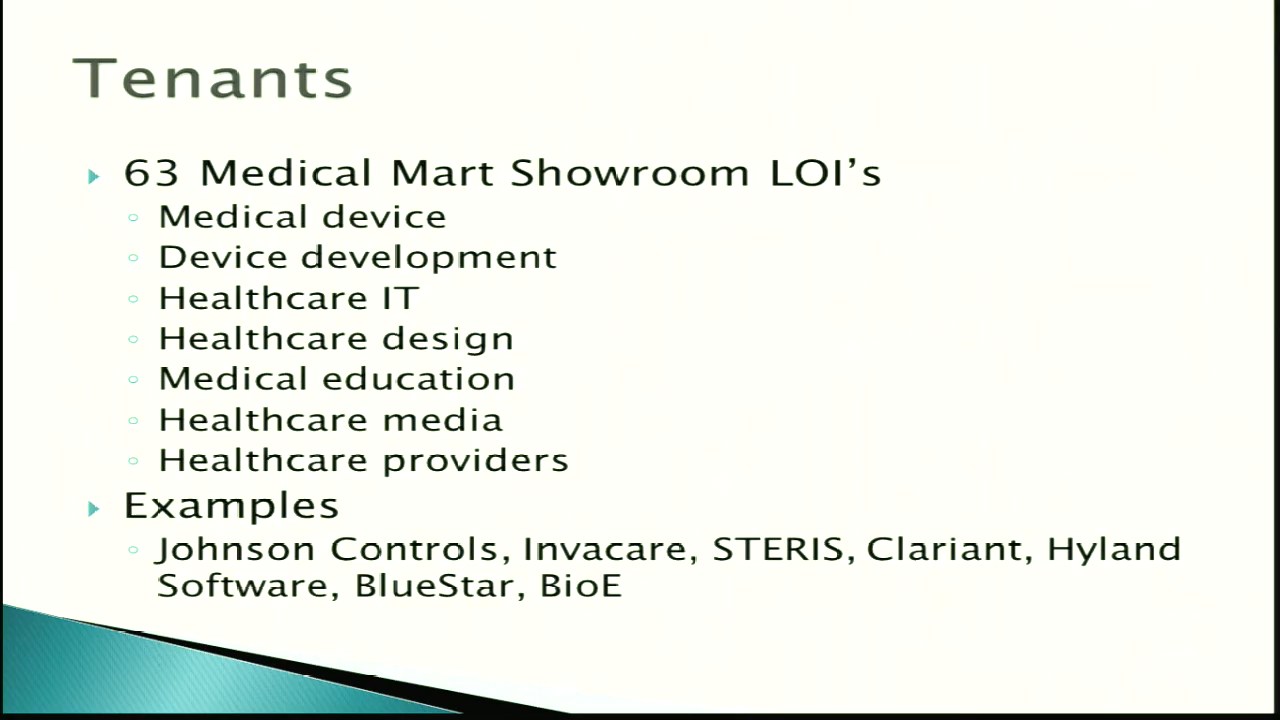 Tenants
63 Medical Mart Showroom LOI’s
Medical device
Device development
Healthcare IT
Healthcare design
Medical education
Healthcare media
Healthcare providers
Examples
Johnson Controls, Invacare, STERIS, Clariant, Hyland
Software, BlueStar, BioE